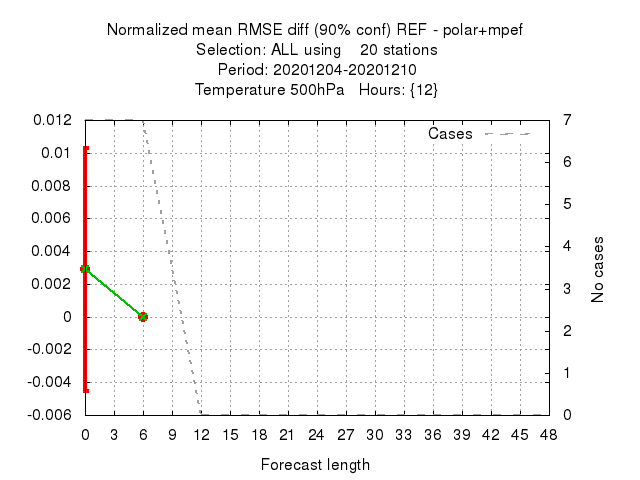 Normalized mean RMSE diff (90% conf) REF - polar+mpef
Selection: ALL using 20 stations
Period: 20201204-20201210
Temperature 500hPa Hours: {12}
Cases
0.012
0.01
0.008
0.006
0.004
0.002
0
-0.002
-0.004
-0.006
7
6
5
4
3
2
1
0
No cases
0 3 6 9 12 15 18 21 24 27 30 33 36 39 42 45 48
Forecast length